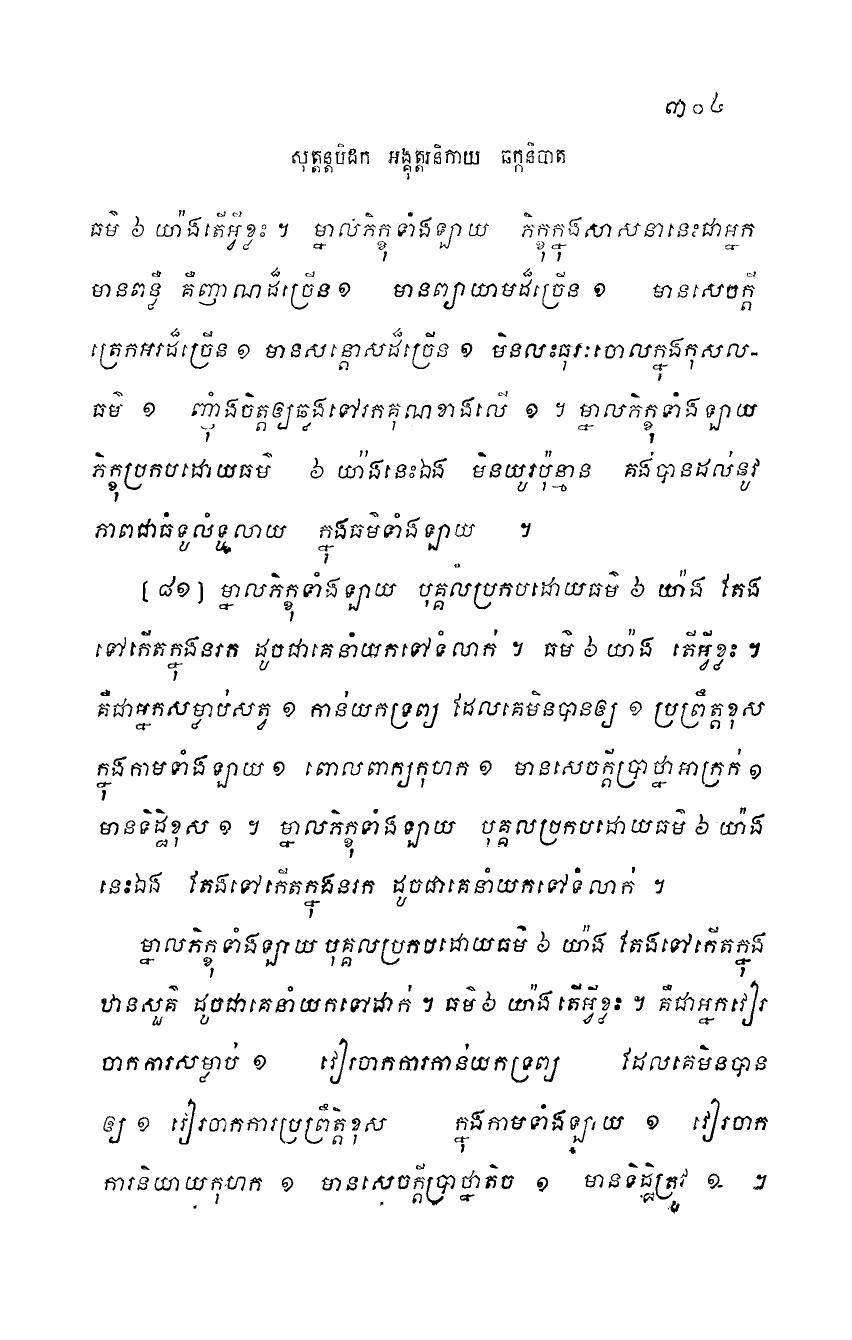 ៣០៤
សុត្តន្តបិដក អង្គុត្តរនិកាយ ឆក្កនិបាត
ធម៌ ៦ យ៉ាងតើអ្វីខ្លះ ។ ម្នាលភិក្ខុទាំងឡាយ ភិក្ខុក្នុងសាសនានេះជាអ្នក
មានពន្លឺ គឺញាណដ៏ច្រើន ១ មានព្យាយាមដ៏ច្រើន ១ មានសេចក្ដី
ត្រេកអរដ៏ច្រើន ១ មានសន្តោសដ៏ច្រើន ១ មិនលះធុរៈចោលក្នុងកុសល-
ធម៌ ១ ញ៉ាំងចិត្តឲ្យឆ្លងទៅរកគុណខាងលើ ១ ។ ម្នាលភិក្ខុទាំងឡាយ
ភិក្ខុប្រកបដោយធម៌ ៦ យ៉ាងនេះឯង មិនយូរប៉ុន្មាន គង់បានដល់នូវ
ភាពជាធំទូលំទូលាយ ក្នុងធម៌ទាំងឡាយ ។
[៨១] ម្នាលភិក្ខុទាំងឡាយ បុគ្គលប្រកបដោយធម៌ ៦ យ៉ាង តែង
ទៅកើតក្នុងនរក ដូចជាគេនាំយកទៅទំលាក់ ។ ធម៌ ៦ យ៉ាង តើអ្វីខ្លះ ។
គឺជាអ្នកសម្លាប់សត្វ ១ កាន់យកទ្រព្យ ដែលគេមិនបានឲ្យ ១ ប្រព្រឹត្តខុស
ក្នុងកាមទាំងឡាយ ១ ពោលពាក្យកុហក ១ មានសេចក្ដីប្រាថ្នាអាក្រក់ ១
មានទិដ្ឋិខុស ១ ។ ម្នាលភិក្ខុទាំងឡាយ បុគ្គលប្រកបដោយធម៌ ៦ យ៉ាង
នេះឯង តែងទៅកើតក្នុងនរក ដូចជាគេនាំយកទៅទំលាក់ ។
ម្នាលភិក្ខុទាំងឡាយ បុគ្គលប្រកបដោយធម៌ ៦ យ៉ាង តែងទៅកើតក្នុង
ឋានសួគ៌ ដូចជាគេនាំយកទៅដាក់ ។ ធម៌ ៦ យ៉ាង តើអ្វីខ្លះ ។ គឺជាអ្នកវៀរ
ចាកការសម្លាប់ ១ វៀរចាកការកាន់យកទ្រព្យ ដែលគេមិនបាន
ឲ្យ ១ វៀរចាកការប្រព្រឹត្តិខុស ក្នុងកាមទាំងឡាយ ១ វៀរចាក
ការនិយាយកុហក ១ មានសេចក្ដីប្រាថ្នាតិច ១ មានទិដ្ឋិត្រូវ ១ ។